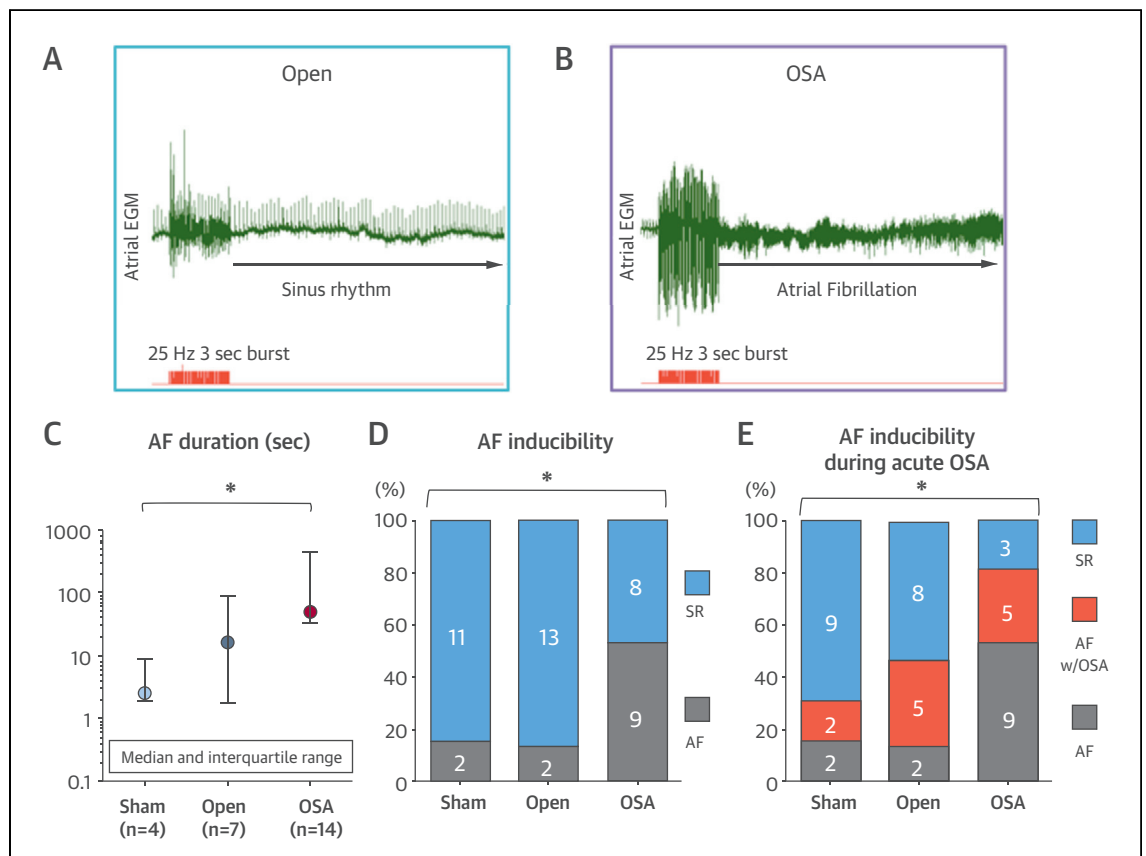 A
Open
Atrial EGM
Sinus rhythm
25 Hz 3 sec burst
B
OSA
Atrial EGM
Atrial Fibrillation
25 Hz 3 sec burst
C
AF duration (sec)
*
1000
100
10
1
0.1
Median and interquartile range
Sham
(n=4)
Open
(n=7)
OSA
(n=14)
D
AF inducibility
(%)
*
100
80
60
40
20
0
11
13
8
2
2
9
Sham
Open
OSA
SR
AF
E
AF inducibility
during acute OSA
(%)
*
100
80
60
40
20
0
9
8
3
2
5
5
2
2
9
Sham
Open
OSA
SR
AF
w/OSA
AF